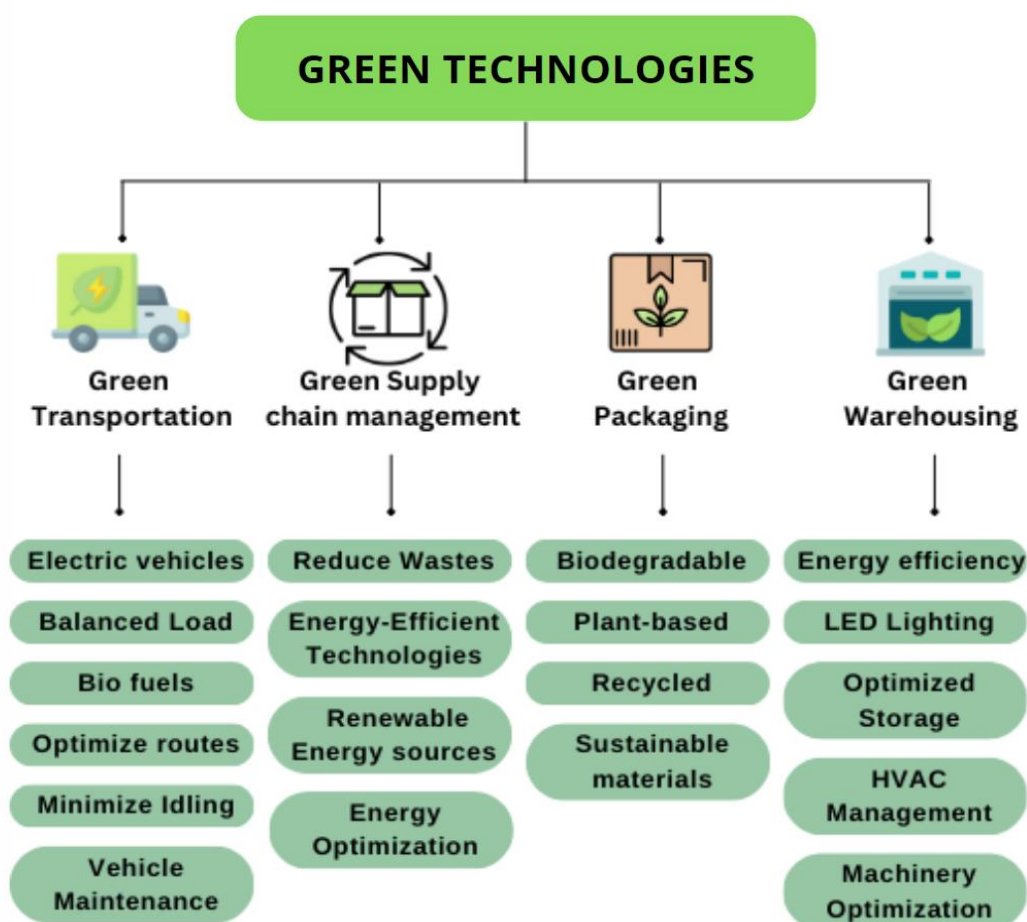 GREEN TECHNOLOGIES
Green
Transportation
Green Supply
chain management
Green
Packaging
Green
Warehousing
Electric vehicles
Balanced Load
Bio fuels
Optimize routes
Minimize Idling
Vehicle
Maintenance
Reduce Wastes
Energy-Efficient
Technologies
Renewable
Energy sources
Energy
Optimization
Biodegradable
Plant-based
Recycled
Sustainable
materials
Energy efficiency
LED Lighting
Optimized
Storage
HVAC
Management
Machinery
Optimization